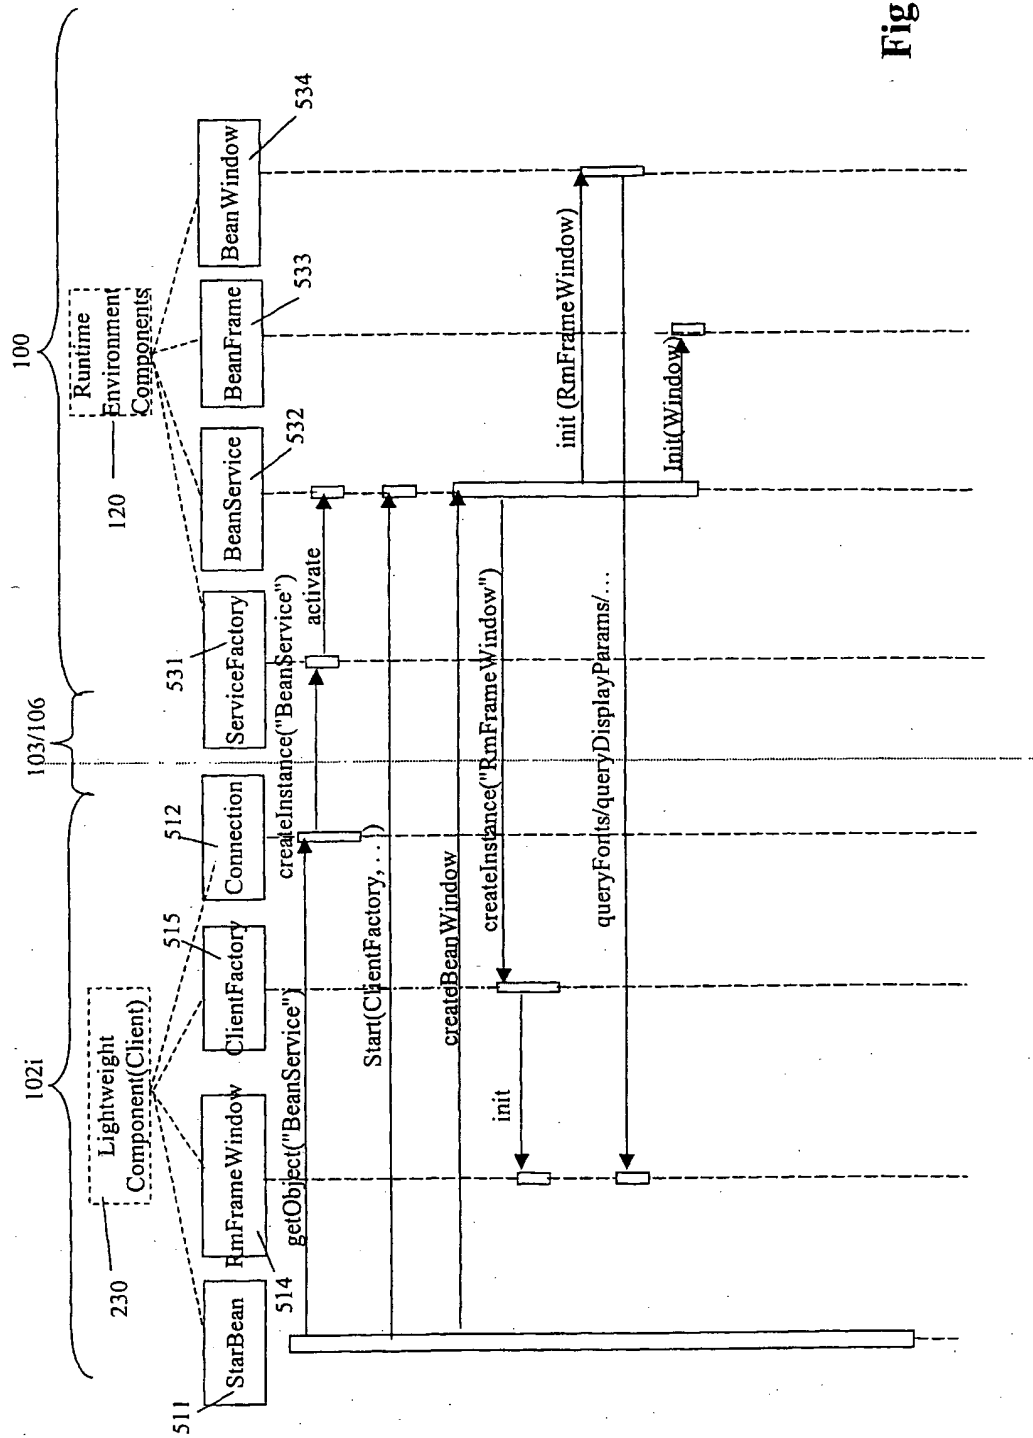 102i
103/106
100
Lightweight
Component(Client)
230
Runtime
Environment
Components
120
511
StarBean
RmFrameWindow
514
515
ClientFactory
512
Connection
531
ServiceFactory
BeanService
532
BeanFrame
533
BeanWindow
534
getObject("BeanService")
createInstance("BeanService")
activate
Start(ClientFactory,...)
createBeanWindow
createInstance("RmFrameWindow")
init
init (RmFrameWindow)
queryFonts/queryDisplayParams/...
Init(Window)
Fig